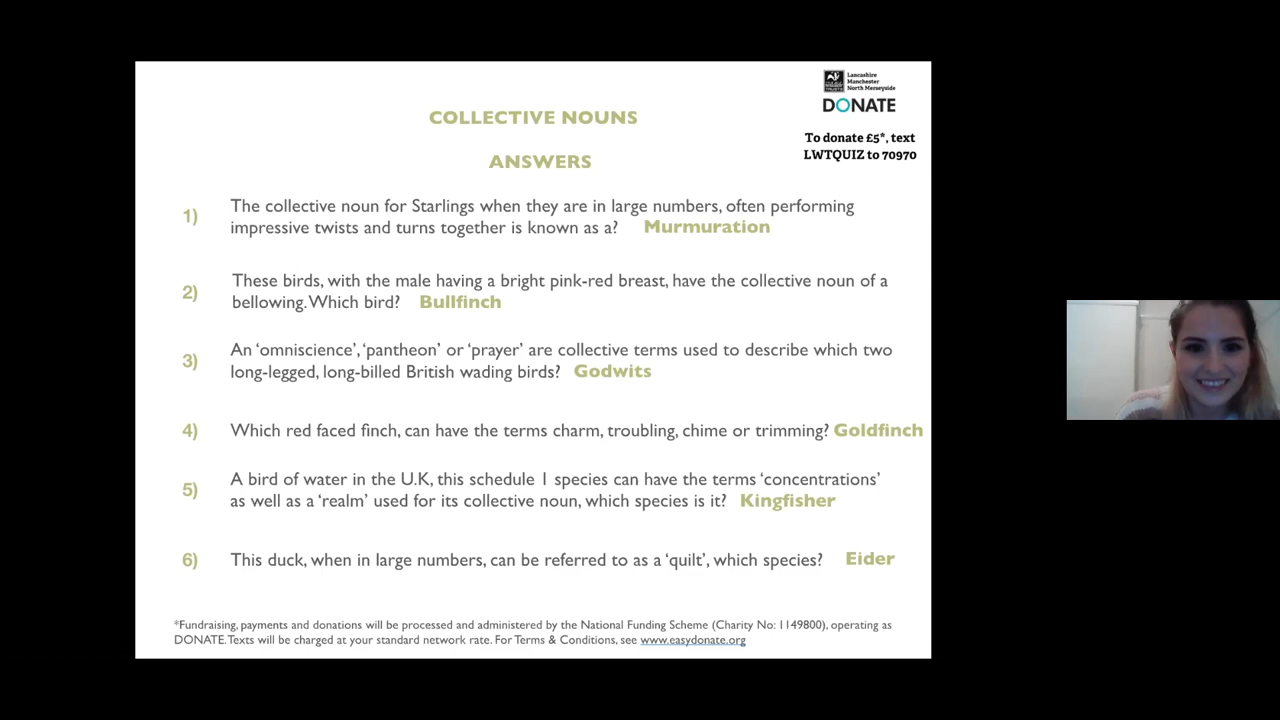 Lancashire
Manchester
North Merseyside
DONATE
To donate £5*, text
LWTQUIZ to 70970
COLLECTIVE NOUNS
ANSWERS
1) The collective noun for Starlings when they are in large numbers, often performing
impressive twists and turns together is known as a? Murmuration
2) These birds, with the male having a bright pink-red breast, have the collective noun of a
bellowing. Which bird? Bullfinch
3) An ‘omniscience’, ‘pantheon’ or ‘prayer’ are collective terms used to describe which two
long-legged, long-billed British wading birds? Godwits
4) Which red faced finch, can have the terms charm, troubling, chime or trimming? Goldfinch
5) A bird of water in the U.K, this schedule 1 species can have the terms ‘concentrations’
as well as a ‘realm’ used for its collective noun, which species is it? Kingfisher
6) This duck, when in large numbers, can be referred to as a ‘quilt’, which species? Eider
*Fundraising, payments and donations will be processed and administered by the National Funding Scheme (Charity No: 1149800), operating as
DONATE. Texts will be charged at your standard network rate. For Terms & Conditions, see www.easydonate.org